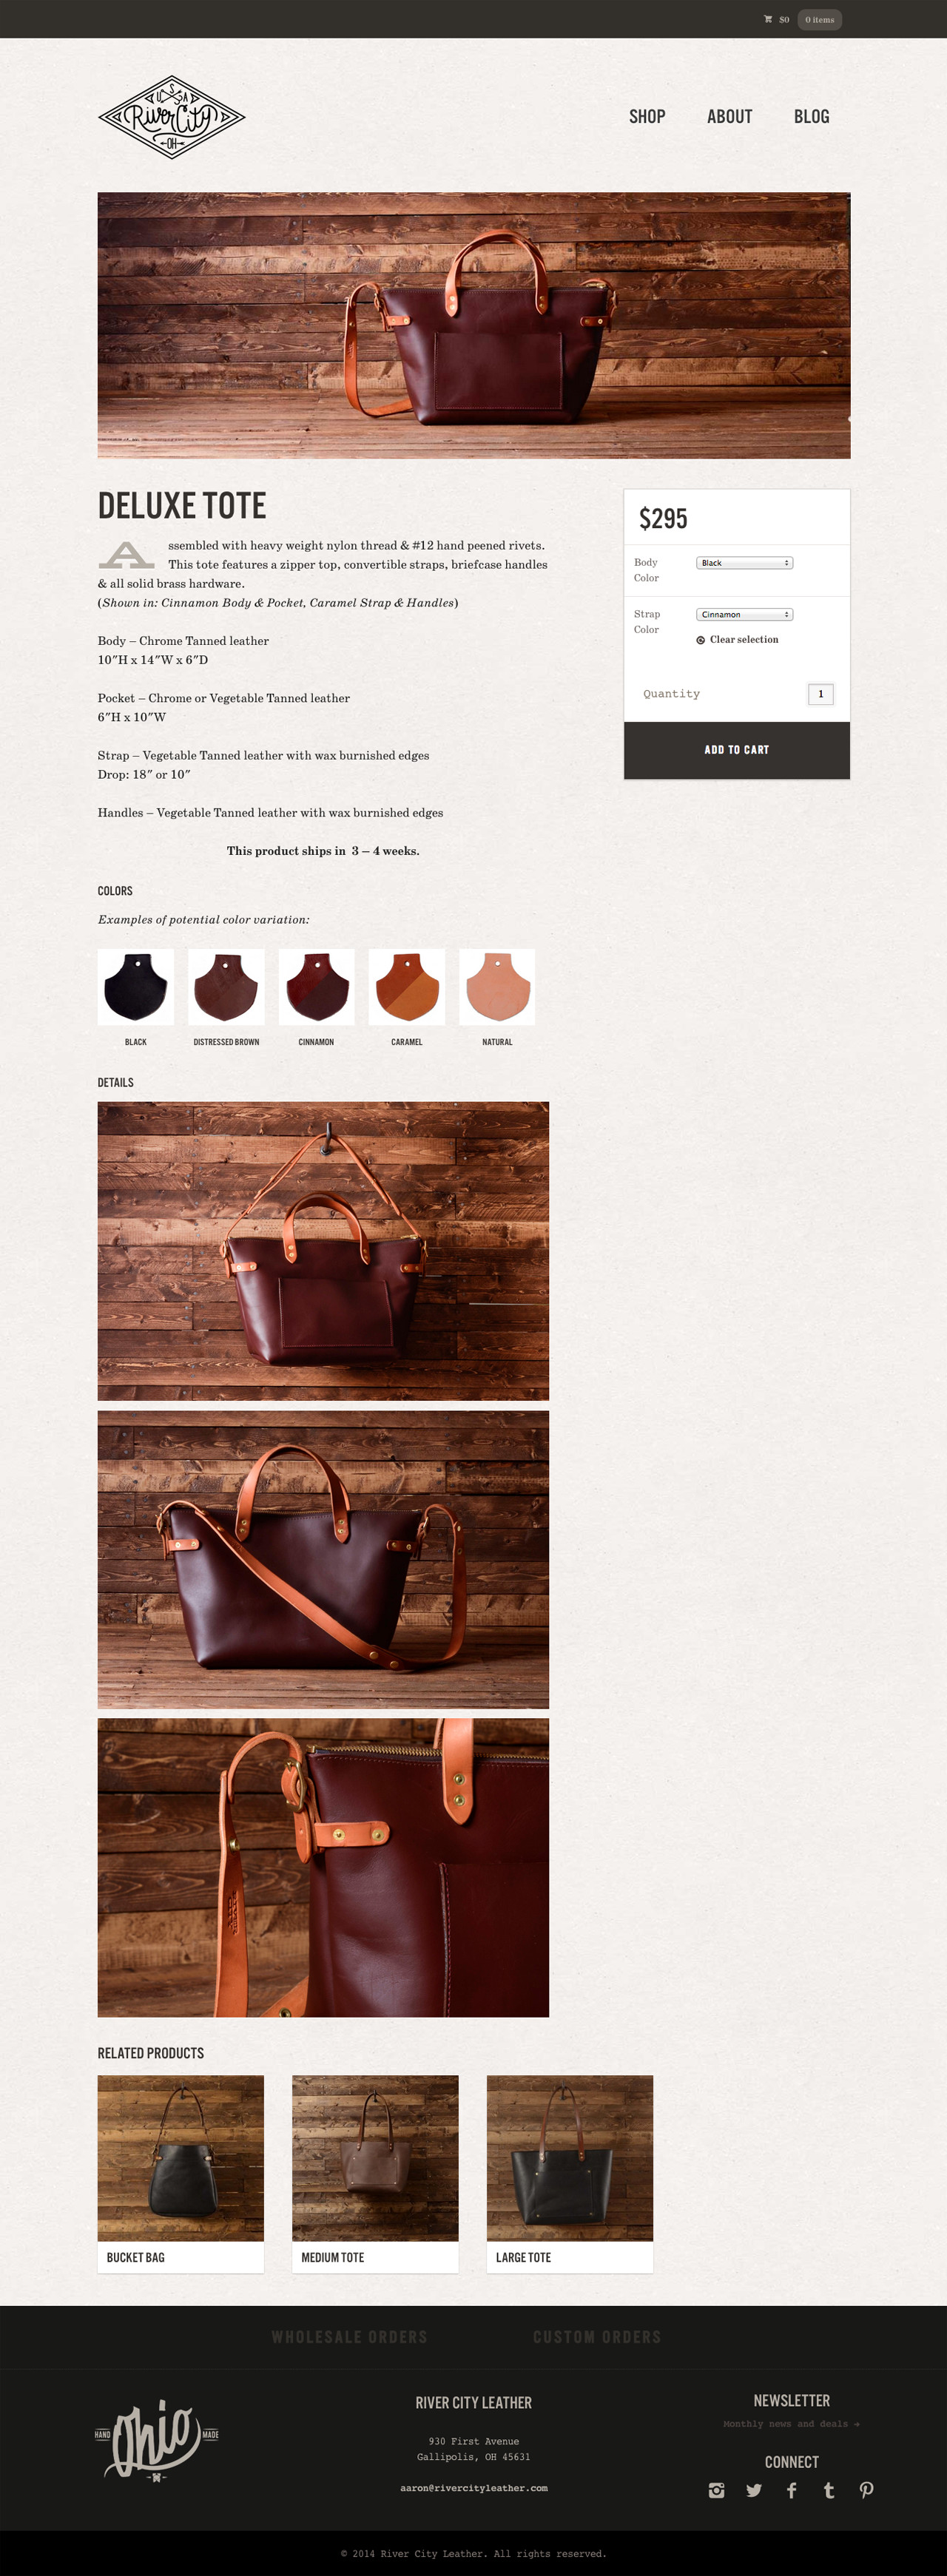 $0 0 items
USA
River City
OH
SHOP ABOUT BLOG
DELUXE TOTE
Assembled with heavy weight nylon thread & #12 hand peened rivets.
This tote features a zipper top, convertible straps, briefcase handles
& all solid brass hardware.
(Shown in: Cinnamon Body & Pocket, Caramel Strap & Handles)
Body – Chrome Tanned leather
10″H x 14″W x 6″D
Pocket – Chrome or Vegetable Tanned leather
6″H x 10″W
Strap – Vegetable Tanned leather with wax burnished edges
Drop: 18″ or 10″
Handles – Vegetable Tanned leather with wax burnished edges
This product ships in 3 – 4 weeks.
$295
Body Color
Black
Strap Color
Cinnamon
Clear selection
Quantity 1
ADD TO CART
COLORS
Examples of potential color variation:
BLACK DISTRESSED BROWN CINNAMON CARAMEL NATURAL
DETAILS
RELATED PRODUCTS
BUCKET BAG MEDIUM TOTE LARGE TOTE
WHOLESALE ORDERS CUSTOM ORDERS
HAND Ohio MADE
RIVER CITY LEATHER
930 First Avenue
Gallipolis, OH 45631
aaron@rivercityleather.com
NEWSLETTER
Monthly news and deals →
CONNECT
© 2014 River City Leather. All rights reserved.